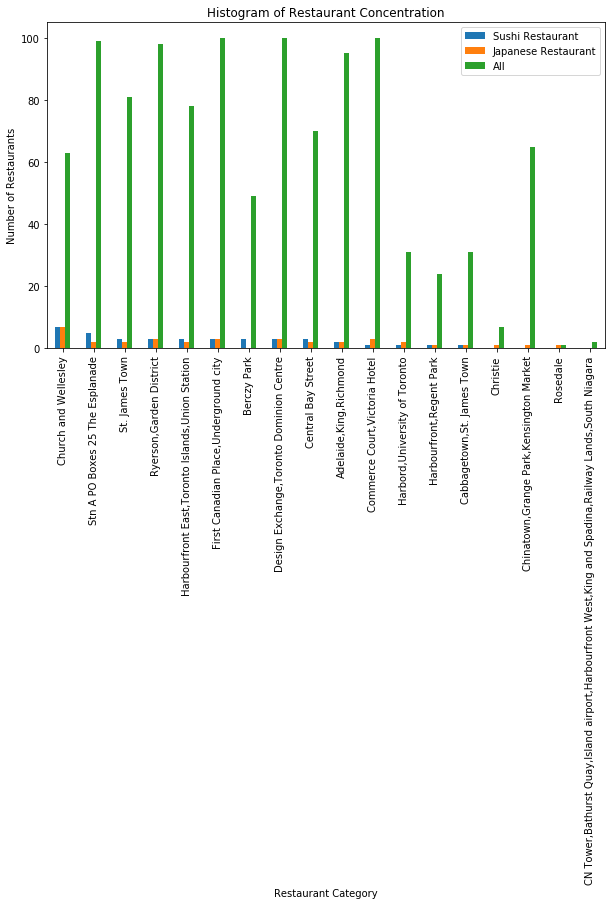 Histogram of Restaurant Concentration
Sushi Restaurant
Japanese Restaurant
All
Number of Restaurants
100
80
60
40
20
0
Church and Wellesley
Stn A PO Boxes 25 The Esplanade
St. James Town
Ryerson,Garden District
Harbourfront East,Toronto Islands,Union Station
First Canadian Place,Underground city
Berczy Park
Design Exchange,Toronto Dominion Centre
Central Bay Street
Adelaide,King,Richmond
Commerce Court,Victoria Hotel
Harbord,University of Toronto
Harbourfront,Regent Park
Cabbagetown,St. James Town
Christie
Chinatown,Grange Park,Kensington Market
Rosedale
CN Tower,Bathurst Quay,Island airport,Harbourfront West,King and Spadina,Railway Lands,South Niagara
Restaurant Category